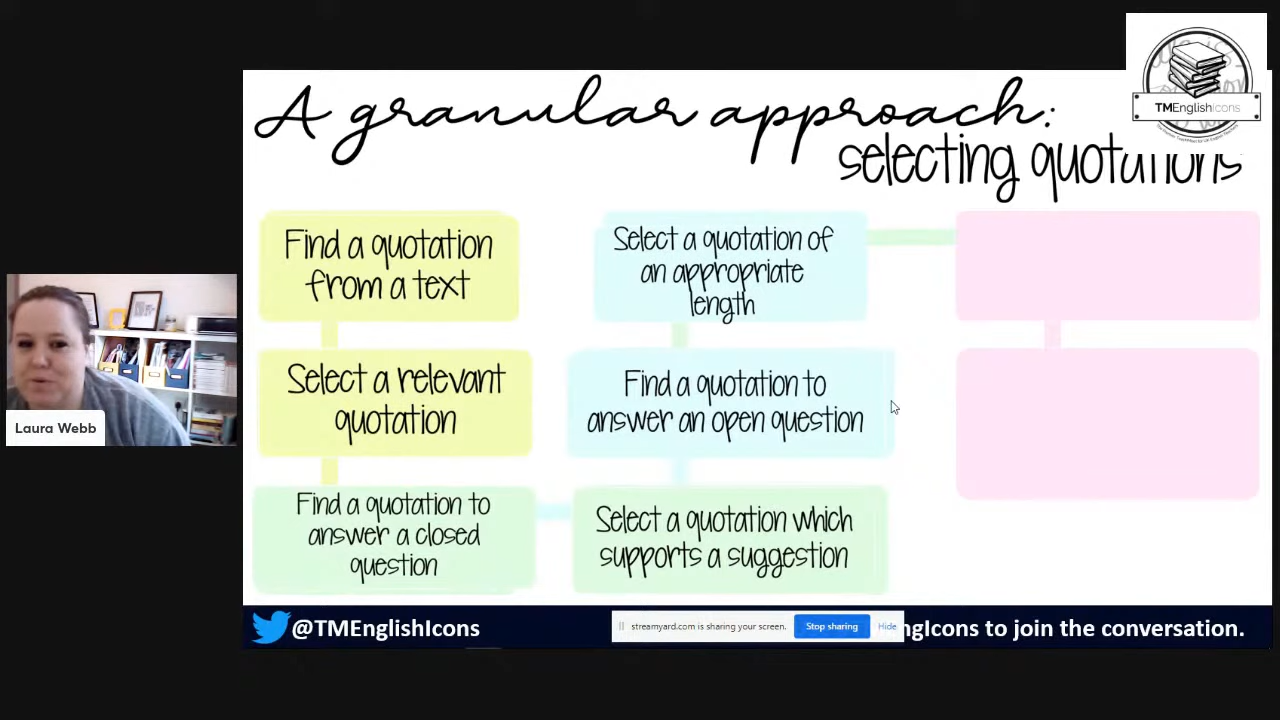 A granular approach:
selecting quotations
TMEnglishIcons
Find a quotation
from a text
Select a relevant
quotation
Find a quotation to
answer a closed
question
Select a quotation which
supports a suggestion
Find a quotation to
answer an open question
Select a quotation of
an appropriate
length
Laura Webb
@TMEnglishIcons
streamyard.com is sharing your screen.
Stop sharing
Hide
ngIcons to join the conversation.